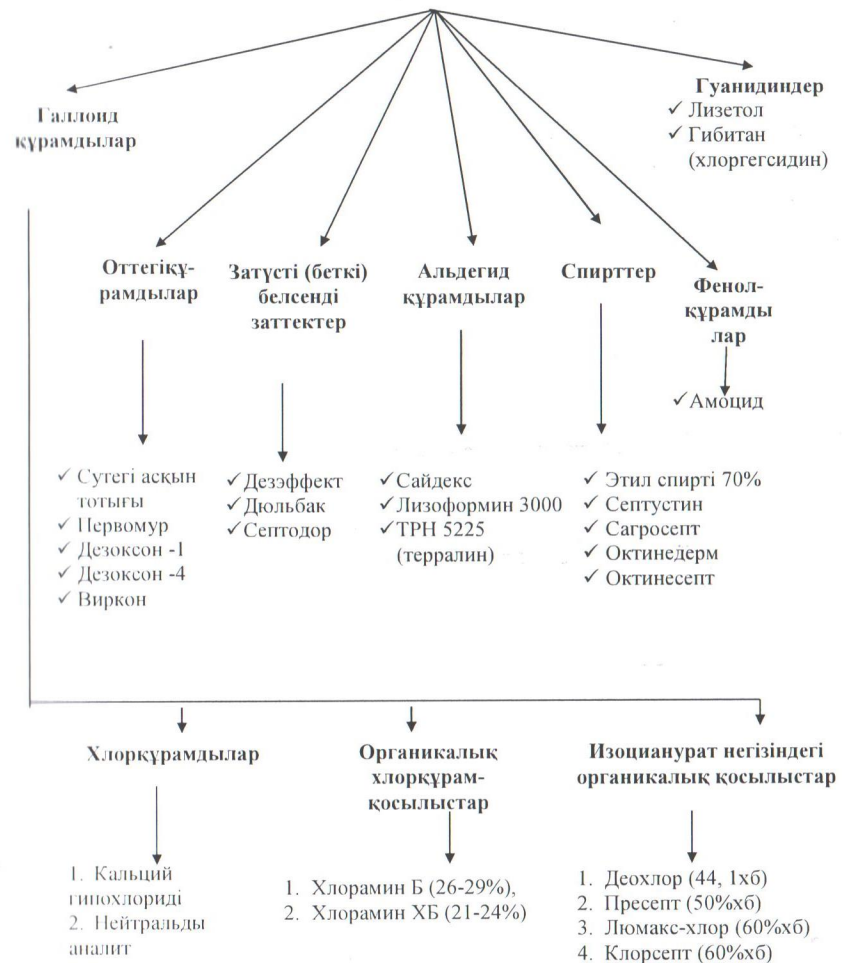 Галлоид
құрамдылар
Гуанидиндер
✓ Лизетол
✓ Гибитан
(хлоргегсидин)
Оттегіқұ-
рамдылар
Затүсті (беткі)
белсенді
заттектер
Альдегид
құрамдылар
Спирттер
Фенол-
құрамды
лар
✓ Амоцид
✓ Сутегі асқын
тотығы
✓ Первомур
✓ Дезоксон -1
✓ Дезоксон -4
✓ Виркон
✓ Дезэффект
✓ Дюльбак
✓ Септодор
✓ Сайдекс
✓ Лизоформин 3000
✓ ТРН 5225
(терралин)
✓ Этил спирті 70%
✓ Септустин
✓ Сагросепт
✓ Октинедерм
✓ Октинесепт
Хлорқұрамдылар
Органикалық
хлорқұрам-
қосылыстар
Изоцианурат негізіндегі
органикалық қосылыстар
1. Кальций
гипохлориді
2. Нейтральды
аналит
1. Хлорамин Б (26-29%),
2. Хлорамин ХБ (21-24%)
1. Деохлор (44, 1хб)
2. Пресепт (50%хб)
3. Люмакс-хлор (60%хб)
4. Клорсепт (60%хб)